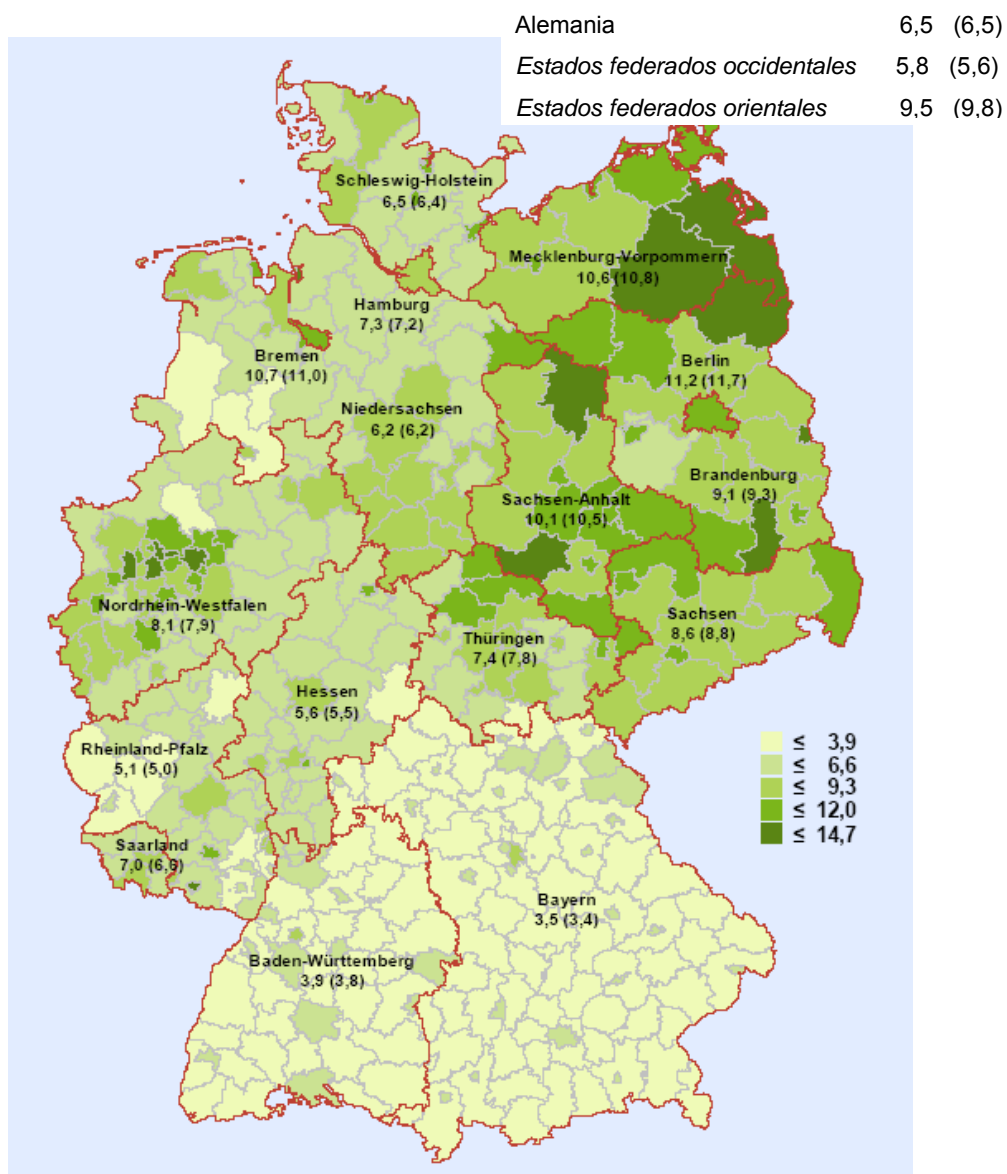 Alemania 6,5 (6,5)
Estados federados occidentales 5,8 (5,6)
Estados federados orientales 9,5 (9,8)
Schleswig-Holstein
6,5 (6,4)
Mecklenburg-Vorpommern
10,6 (10,8)
Hamburg
7,3 (7,2)
Bremen
10,7 (11,0)
Berlin
11,2 (11,7)
Niedersachsen
6,2 (6,2)
Brandenburg
9,1 (9,3)
Sachsen-Anhalt
10,1 (10,5)
Nordrhein-Westfalen
8,1 (7,9)
Sachsen
8,6 (8,8)
Thüringen
7,4 (7,8)
Hessen
5,6 (5,5)
Rheinland-Pfalz
5,1 (5,0)
≤ 3,9
≤ 6,6
≤ 9,3
≤ 12,0
≤ 14,7
Saarland
7,0 (6,6)
Bayern
3,5 (3,4)
Baden-Württemberg
3,9 (3,8)